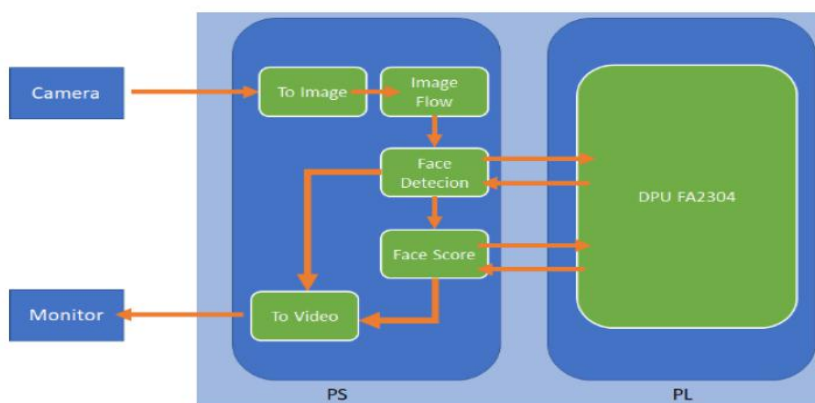 Camera
To Image
Image
Flow
Face
Detecion
DPU FA2304
Face Score
Monitor
To Video
PS
PL